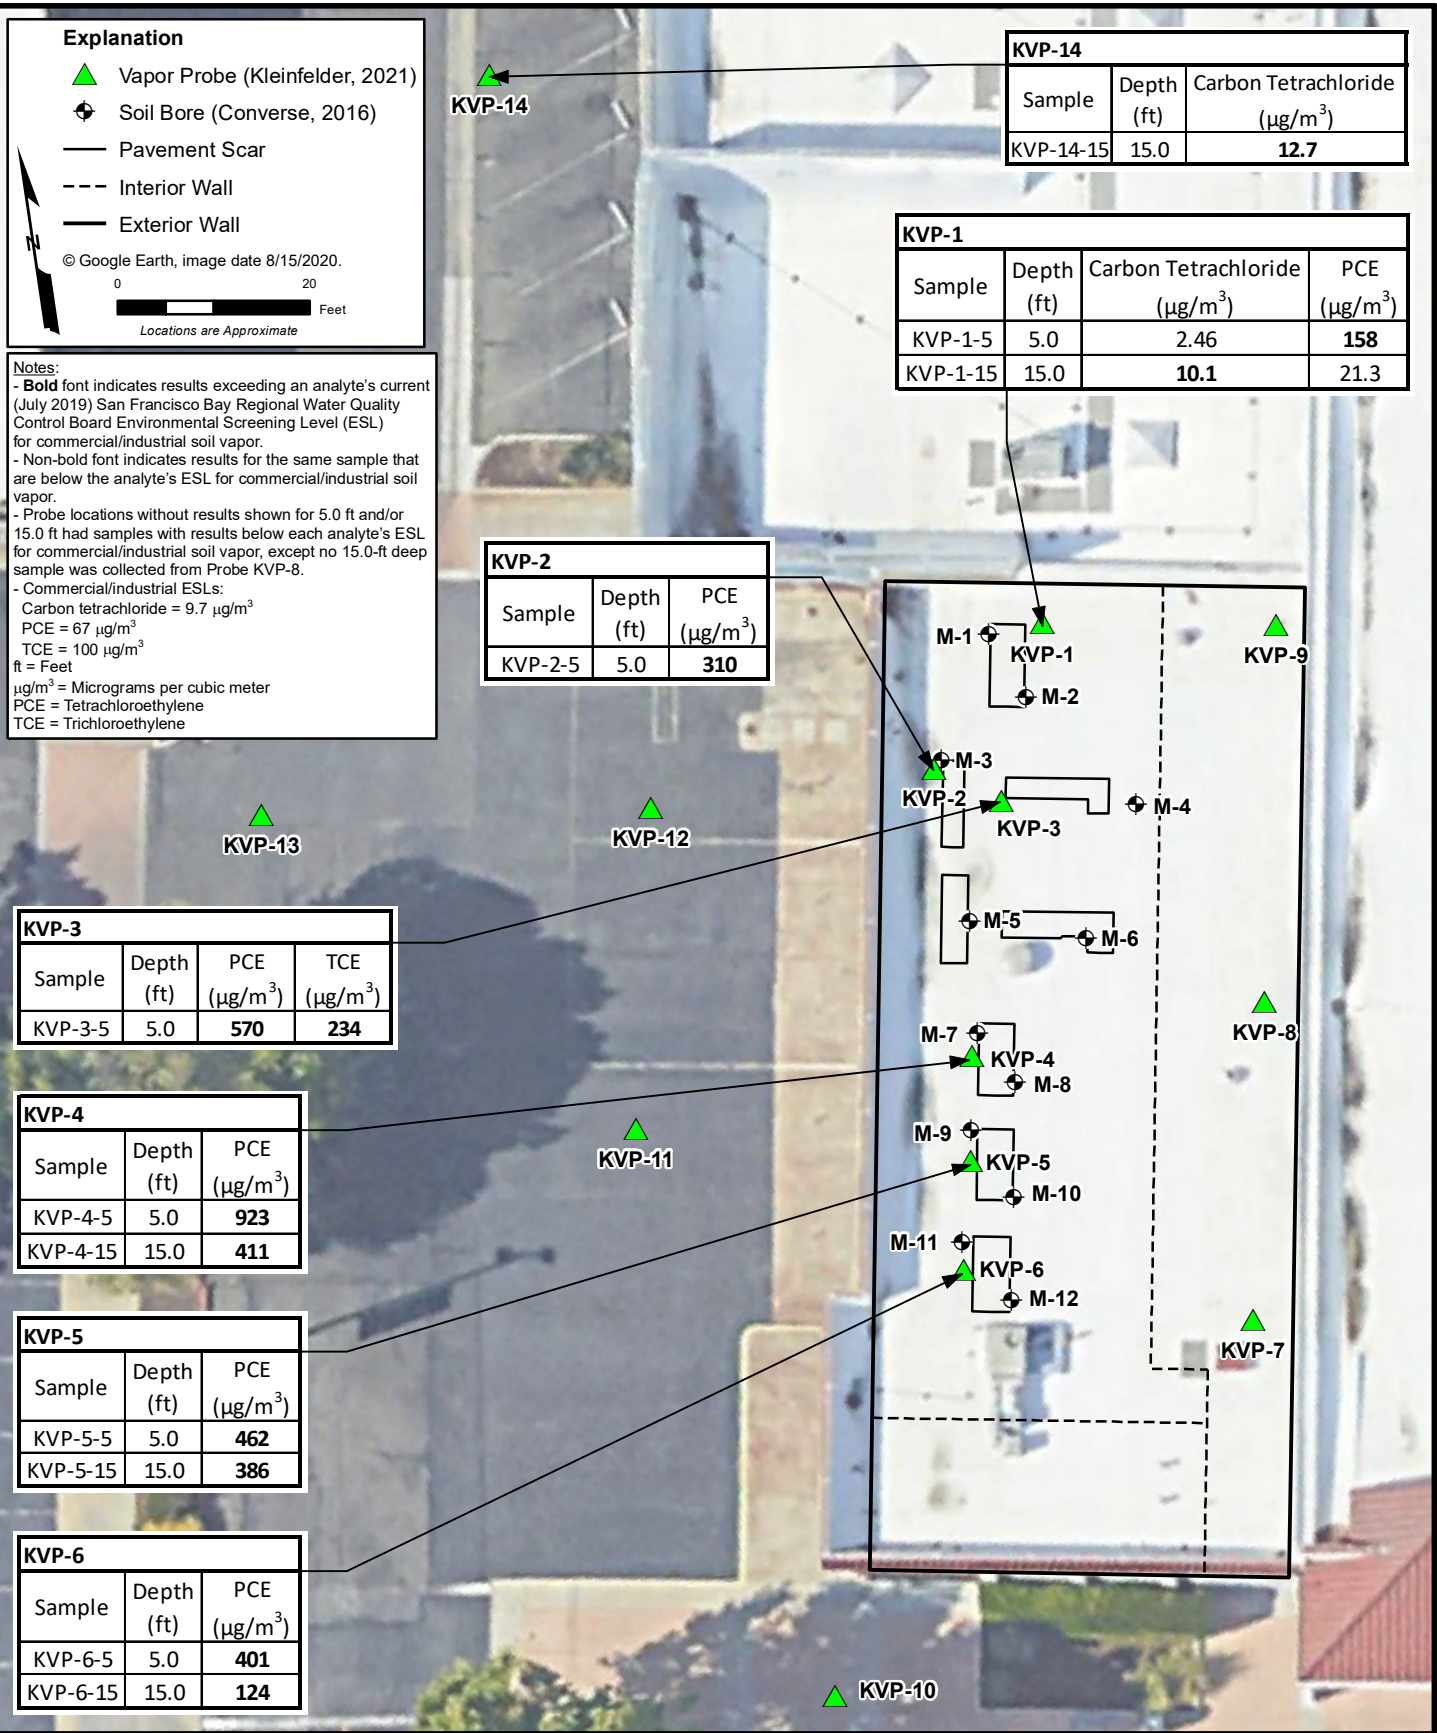 Explanation
Vapor Probe (Kleinfelder, 2021)
Soil Bore (Converse, 2016)
Pavement Scar
Interior Wall
Exterior Wall
N
© Google Earth, image date 8/15/2020.
0 20
Feet
Locations are Approximate
Notes:
- Bold font indicates results exceeding an analyte's current
(July 2019) San Francisco Bay Regional Water Quality
Control Board Environmental Screening Level (ESL)
for commercial/industrial soil vapor.
- Non-bold font indicates results for the same sample that
are below the analyte's ESL for commercial/industrial soil
vapor.
- Probe locations without results shown for 5.0 ft and/or
15.0 ft had samples with results below each analyte's ESL
for commercial/industrial soil vapor, except no 15.0-ft deep
sample was collected from Probe KVP-8.
- Commercial/industrial ESLs:
Carbon tetrachloride = 9.7 µg/m³
PCE = 67 µg/m³
TCE = 100 µg/m³
ft = Feet
µg/m³ = Micrograms per cubic meter
PCE = Tetrachloroethylene
TCE = Trichloroethylene
KVP-14
KVP-14
Sample Depth (ft) Carbon Tetrachloride (µg/m³)
KVP-14-15 15.0 12.7
KVP-1
Sample Depth (ft) Carbon Tetrachloride (µg/m³) PCE (µg/m³)
KVP-1-5 5.0 2.46 158
KVP-1-15 15.0 10.1 21.3
KVP-2
Sample Depth (ft) PCE (µg/m³)
KVP-2-5 5.0 310
M-1
KVP-1
KVP-9
M-2
M-3
KVP-2
KVP-3
M-4
KVP-13
KVP-12
M-5
M-6
KVP-3
Sample Depth (ft) PCE (µg/m³) TCE (µg/m³)
KVP-3-5 5.0 570 234
M-7
KVP-4
M-8
KVP-8
KVP-4
Sample Depth (ft) PCE (µg/m³)
KVP-4-5 5.0 923
KVP-4-15 15.0 411
KVP-11
M-9
KVP-5
M-10
M-11
KVP-6
M-12
KVP-7
KVP-5
Sample Depth (ft) PCE (µg/m³)
KVP-5-5 5.0 462
KVP-5-15 15.0 386
KVP-6
Sample Depth (ft) PCE (µg/m³)
KVP-6-5 5.0 401
KVP-6-15 15.0 124
KVP-10